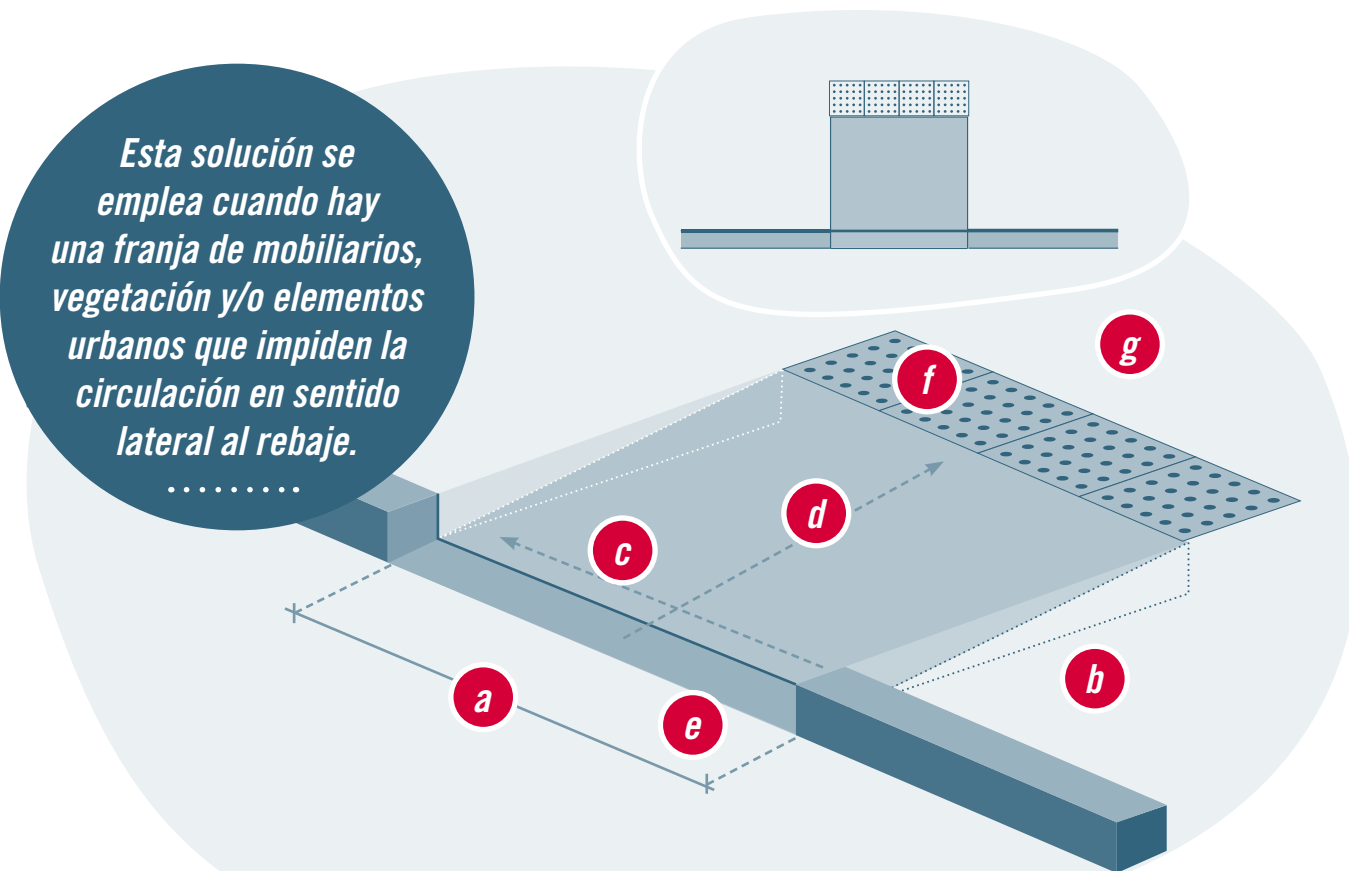 Esta solución se
emplea cuando hay
una franja de mobiliarios,
vegetación y/o elementos
urbanos que impiden la
circulación en sentido
lateral al rebaje.
g
f
d
c
b
a
e